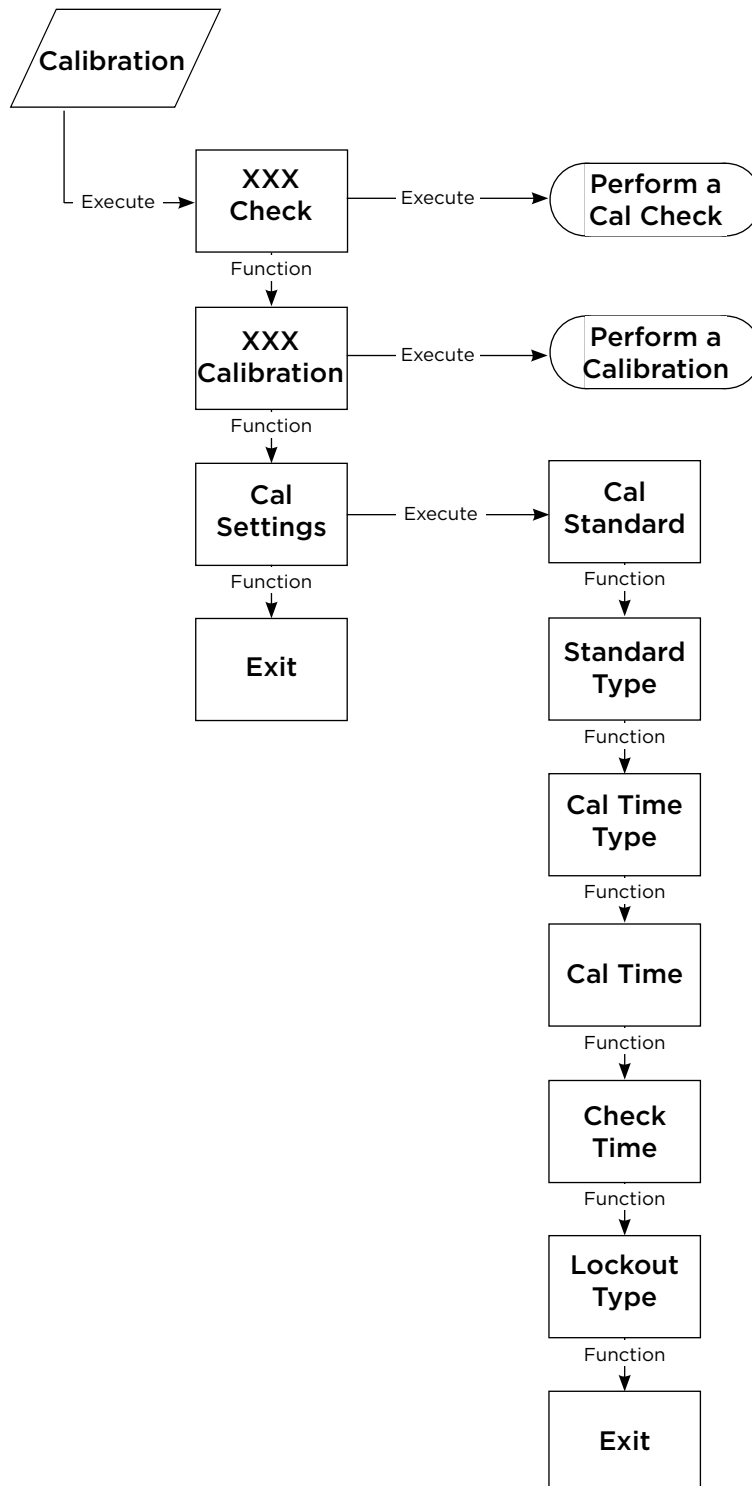 Calibration
Execute
XXX
Check
Execute
Perform a
Cal Check
Function
XXX
Calibration
Execute
Perform a
Calibration
Function
Cal
Settings
Execute
Cal
Standard
Function
Function
Exit
Standard
Type
Function
Cal Time
Type
Function
Cal Time
Function
Check
Time
Function
Lockout
Type
Function
Exit